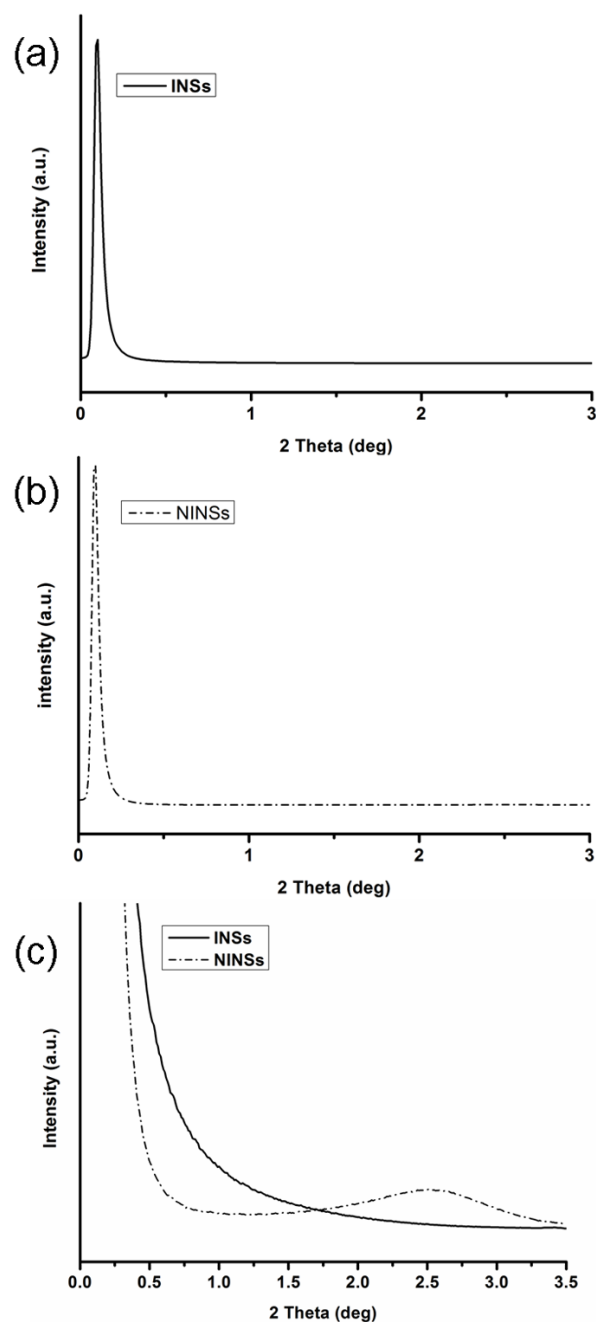 (a)
INSs
Intensity (a.u.)
0 1 2 3
2 Theta (deg)
(b)
NINSs
intensity (a.u.)
0 1 2 3
2 Theta (deg)
(c)
INSs
NINSs
Intensity (a.u.)
0.0 0.5 1.0 1.5 2.0 2.5 3.0 3.5
2 Theta (deg)